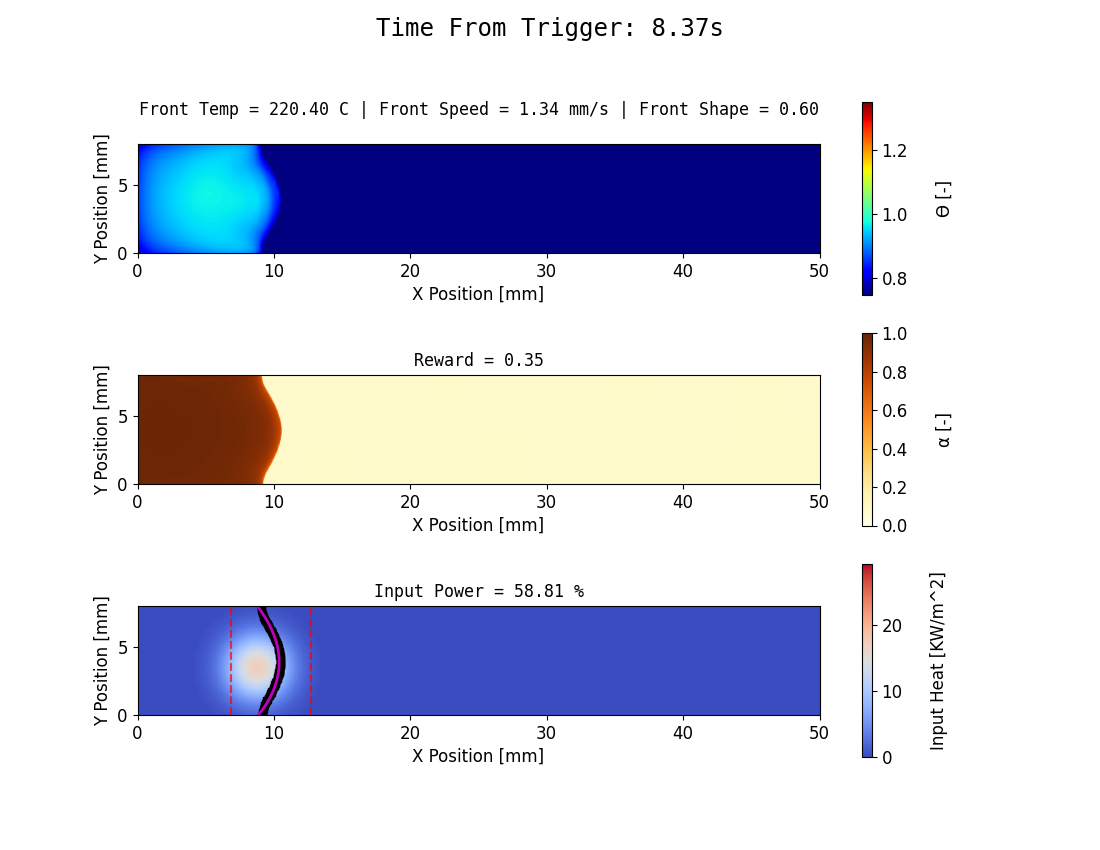 Time From Trigger: 8.37s
Front Temp = 220.40 C | Front Speed = 1.34 mm/s | Front Shape = 0.60
Y Position [mm]
5
0
0 10 20 30 40 50
X Position [mm]
1.2
1.0
0.8
Θ [-]
Reward = 0.35
Y Position [mm]
5
0
0 10 20 30 40 50
X Position [mm]
1.0
0.8
0.6
0.4
0.2
0.0
α [-]
Input Power = 58.81 %
Y Position [mm]
5
0
0 10 20 30 40 50
X Position [mm]
20
10
0
Input Heat [KW/m^2]